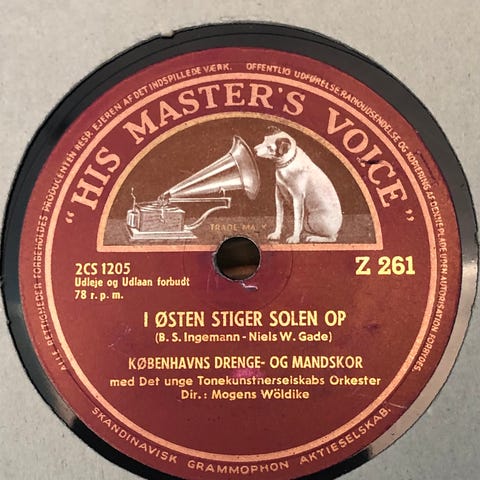 ALLE RETTIGHEDER FORBEHOLDES PRODUCENTEN RESP. EJEREN AF DET INDSPILLEDE VÆRK. OFFENTLIG UDFØRELSE, RADIOUDSENDELSE OG KOPIERING AF DENNE PLADE UDEN AUTORISATION FORBYDES.
"HIS MASTER'S VOICE"
TRADE MARK
2CS 1205
Udleje og Udlaan forbudt
78 r. p. m.
Z 261
I ØSTEN STIGER SOLEN OP
(B. S. Ingemann - Niels W. Gade)
KØBENHAVNS DRENGE- OG MANDSKOR
med Det unge Tonekunstnerselskabs Orkester
Dir.: Mogens Wöldike
SKANDINAVISK GRAMMOPHON AKTIESELSKAB.